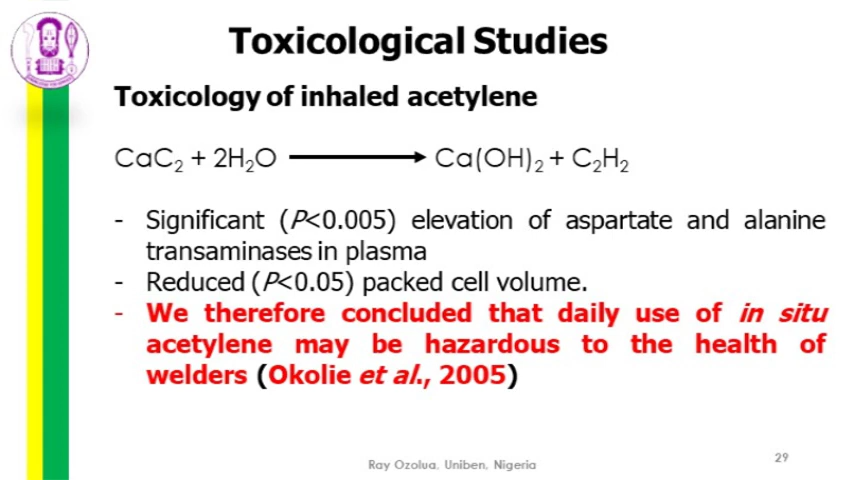 Toxicological Studies
Toxicology of inhaled acetylene
CaC₂ + 2H₂O ⟶ Ca(OH)₂ + C₂H₂
- Significant (P<0.005) elevation of aspartate and alanine
transaminases in plasma
- Reduced (P<0.05) packed cell volume.
- We therefore concluded that daily use of in situ
acetylene may be hazardous to the health of
welders (Okolie et al., 2005)
Ray Ozolua, Uniben, Nigeria
29